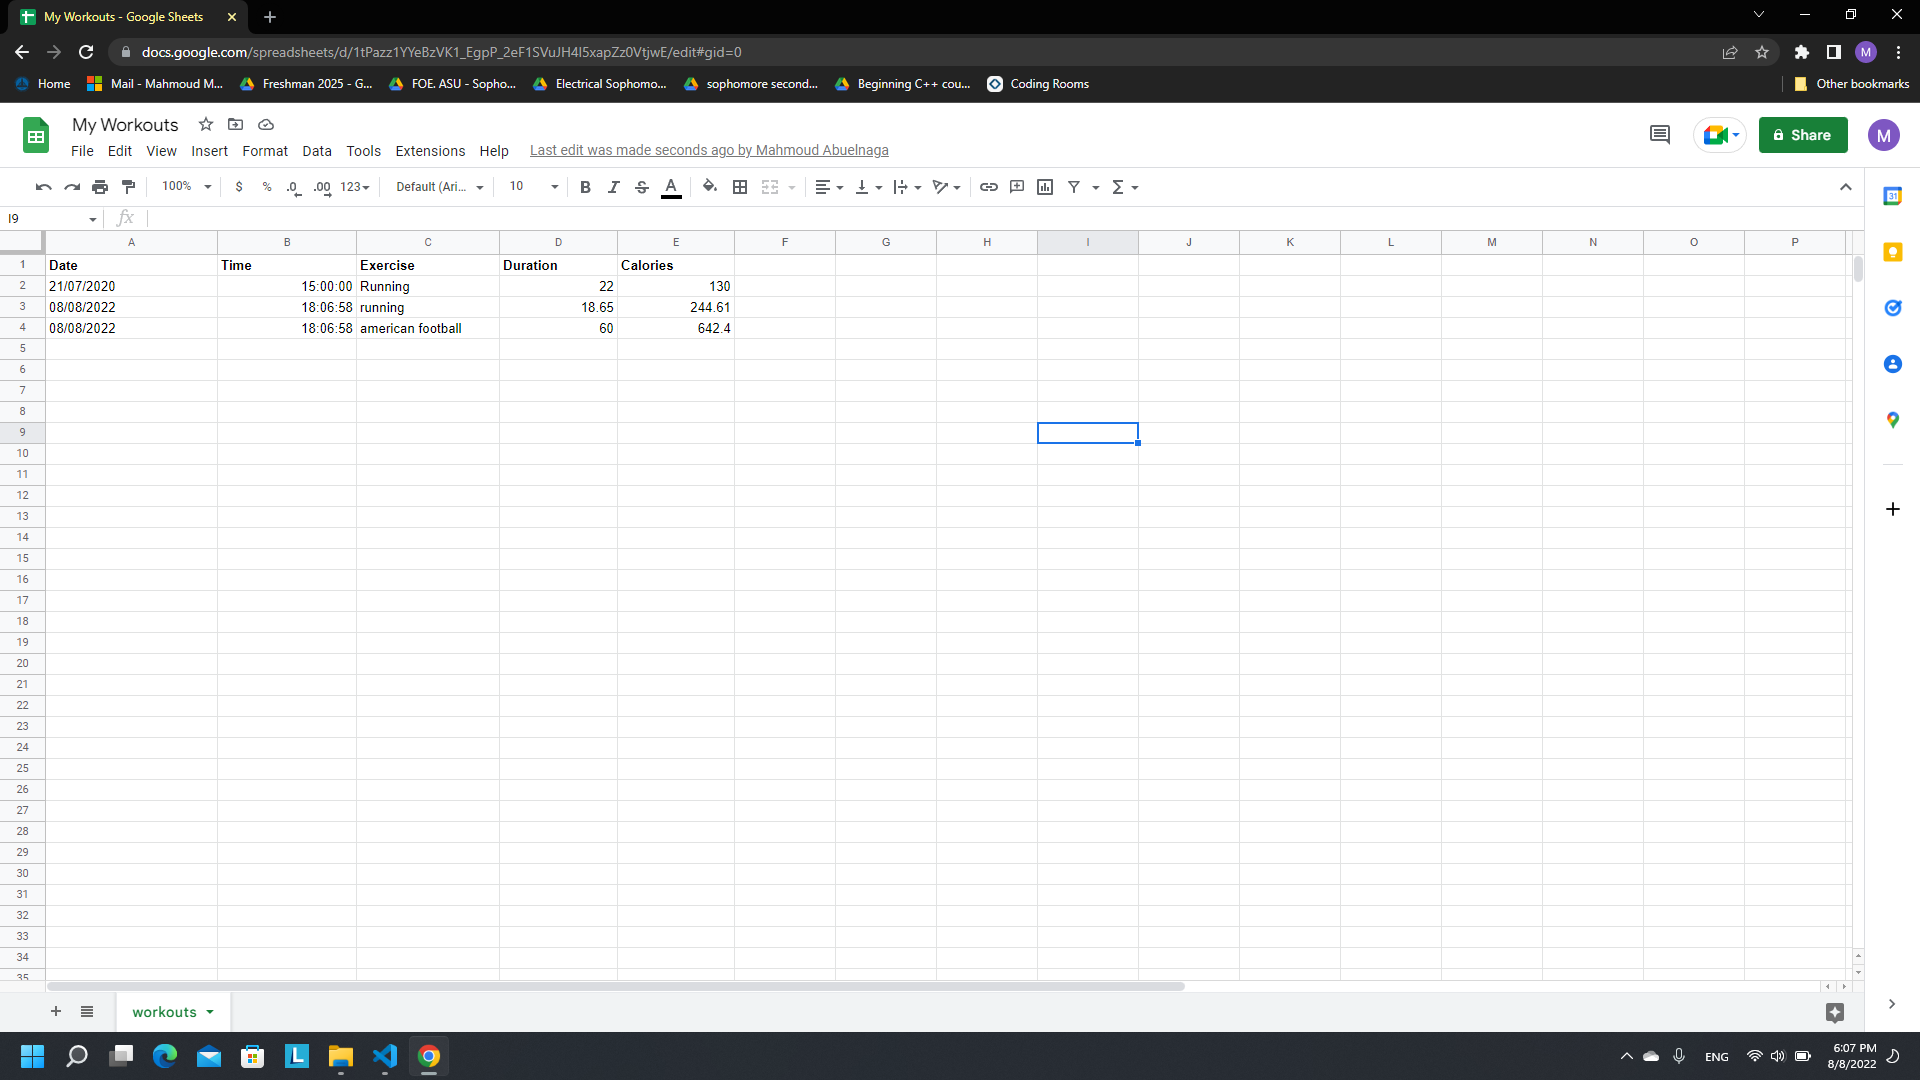 My Workouts - Google Sheets
docs.google.com/spreadsheets/d/1tPazz1YYeBzVK1_EgpP_2eF1SVuJH4I5xapZz0VtjwE/edit#gid=0
M
Home Mail - Mahmoud M... Freshman 2025 - G... FOE. ASU - Sopho... Electrical Sophomo... sophomore second... Beginning C++ cou... Coding Rooms Other bookmarks
My Workouts
Share
M
File Edit View Insert Format Data Tools Extensions Help Last edit was made seconds ago by Mahmoud Abuelnaga
100% $ % .0 .00 123 Default (Ari... 10 B I S A
31
I9 fx
A B C D E F G H I J K L M N O P
1 Date Time Exercise Duration Calories
2 21/07/2020 15:00:00 Running 22 130
3 08/08/2022 18:06:58 running 18.65 244.61
4 08/08/2022 18:06:58 american football 60 642.4
5
6
7
8
9
10
11
12
13
14
15
16
17
18
19
20
21
22
23
24
25
26
27
28
29
30
31
32
33
34
35
workouts
L
ENG
6:07 PM
8/8/2022